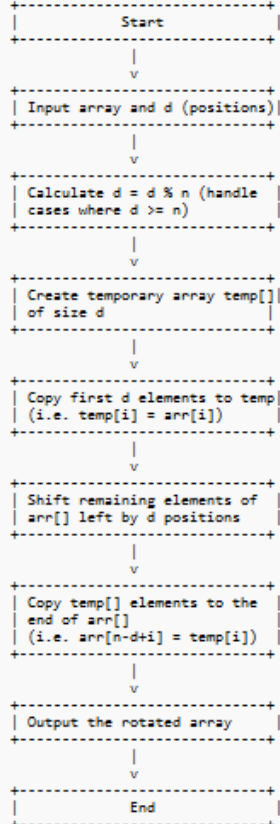 Start
Input array and d (positions)
Calculate d = d % n (handle
cases where d >= n)
Create temporary array temp[]
of size d
Copy first d elements to temp
(i.e. temp[i] = arr[i])
Shift remaining elements of
arr[] left by d positions
Copy temp[] elements to the
end of arr[]
(i.e. arr[n-d+i] = temp[i])
Output the rotated array
End